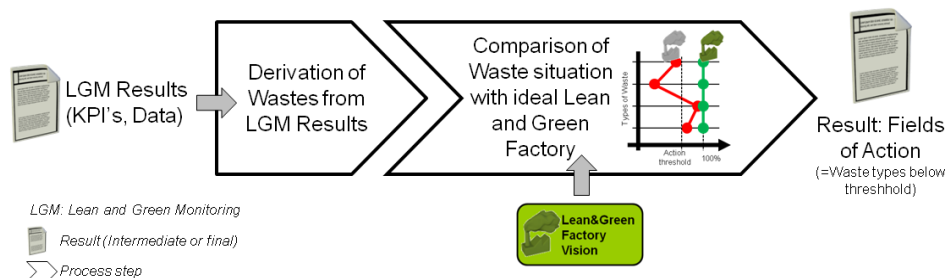 LGM Results
(KPI's, Data)
Derivation of
Wastes from
LGM Results
Comparison of
Waste situation
with ideal Lean
and Green
Factory
Types of Waste
Action
threshold
100%
Result: Fields
of Action
(=Waste types below
threshhold)
Lean&Green
Factory
Vision
LGM: Lean and Green Monitoring
Result (Intermediate or final)
Process step